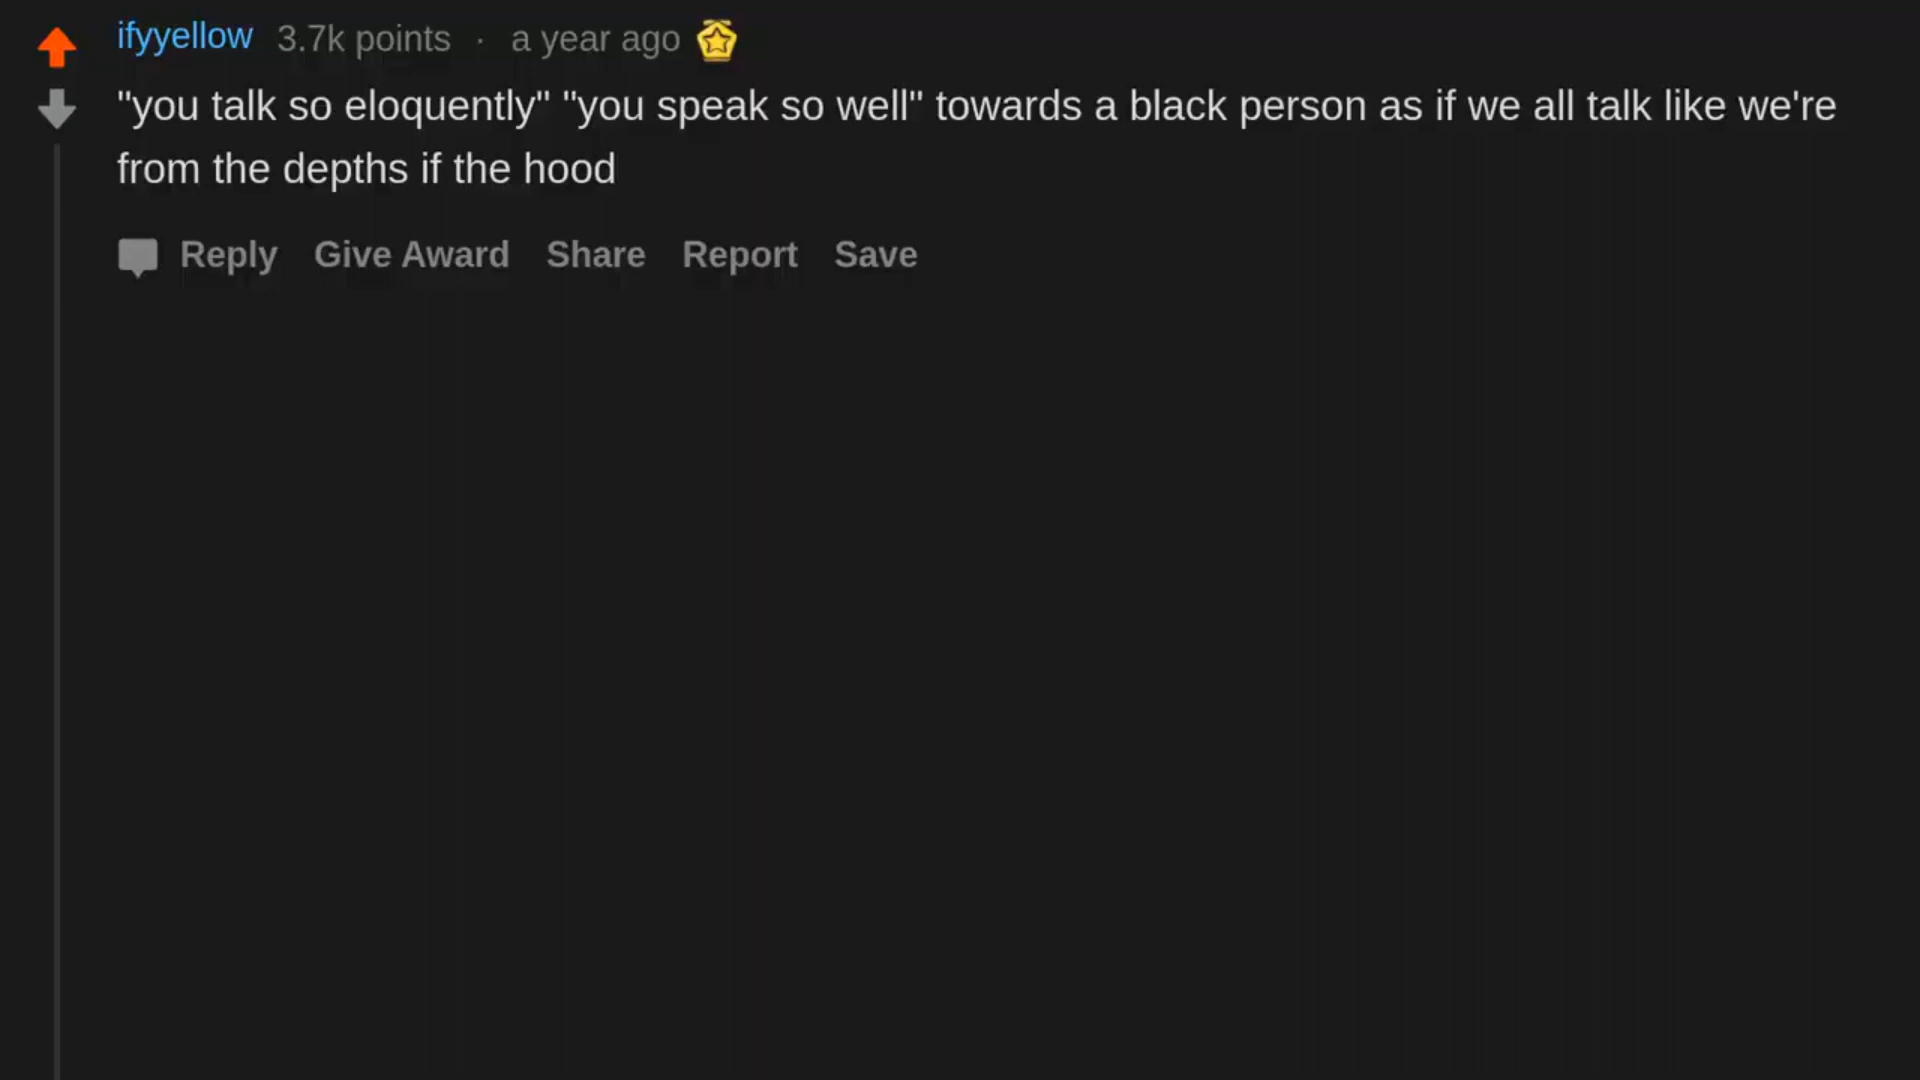 ifyyellow 3.7k points · a year ago
"you talk so eloquently" "you speak so well" towards a black person as if we all talk like we're
from the depths if the hood
Reply Give Award Share Report Save